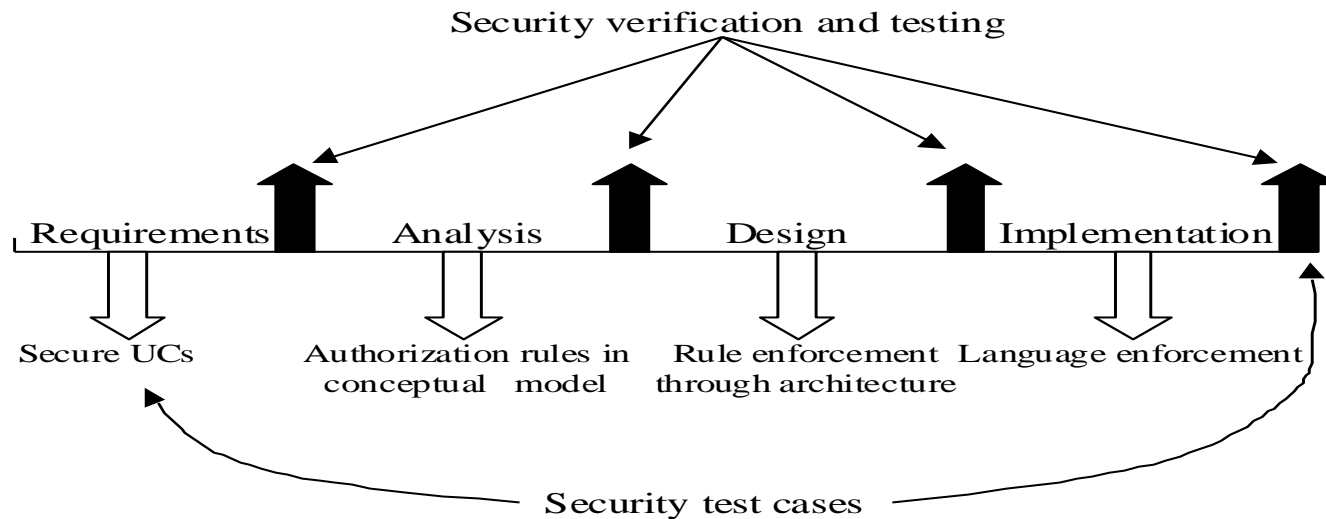 Security verification and testing
Requirements
Analysis
Design
Implementation
Secure UCs
Authorization rules in
conceptual model
Rule enforcement
through architecture
Language enforcement
Security test cases